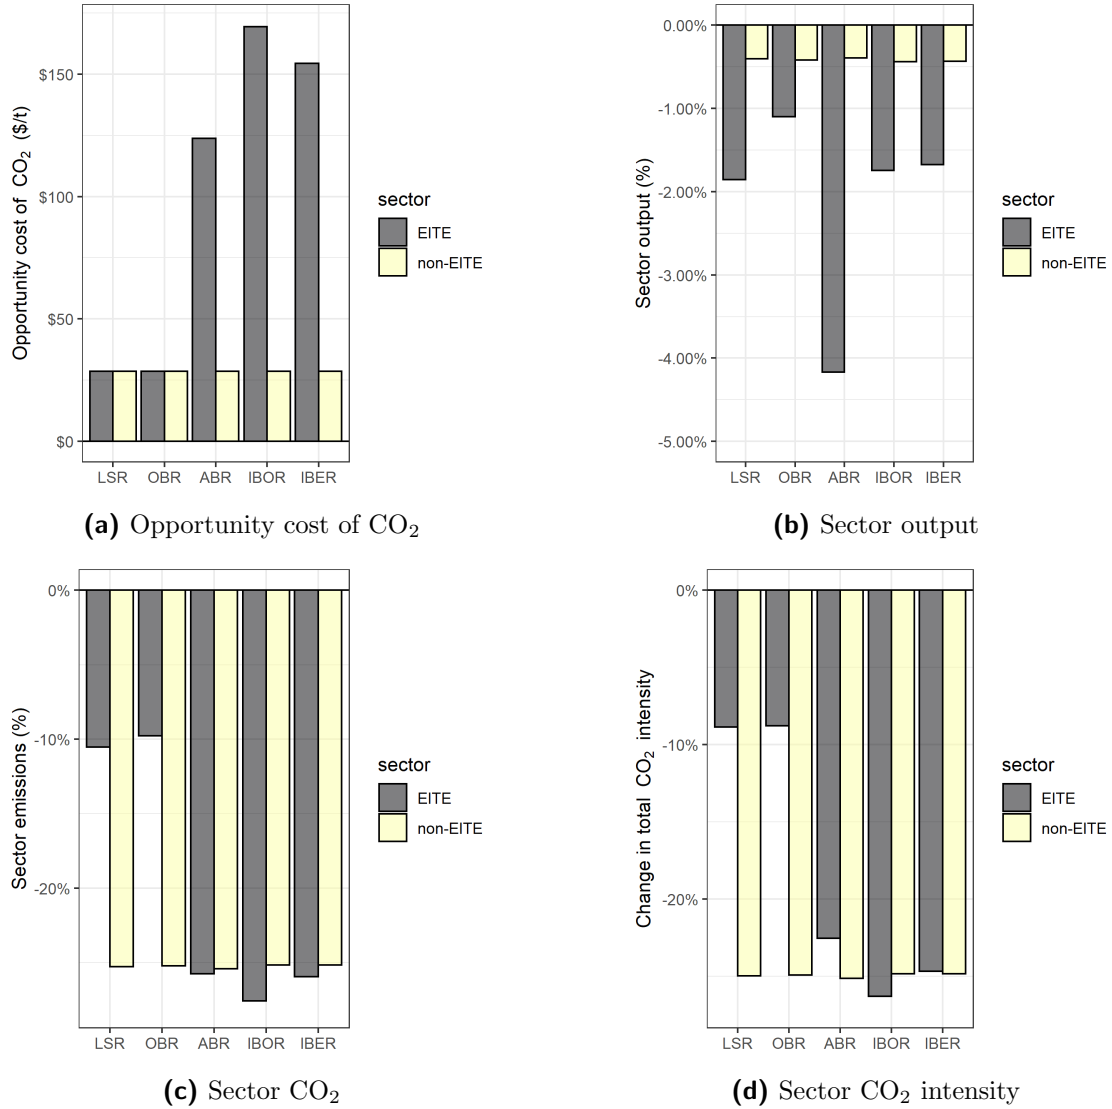 Opportunity cost of CO2 ($/t)
$150
$100
$50
$0
LSR OBR ABR IBOR IBER
sector
EITE
non-EITE
(a) Opportunity cost of CO2
Sector output (%)
0.00%
-1.00%
-2.00%
-3.00%
-4.00%
-5.00%
LSR OBR ABR IBOR IBER
sector
EITE
non-EITE
(b) Sector output
Sector emissions (%)
0%
-10%
-20%
LSR OBR ABR IBOR IBER
sector
EITE
non-EITE
(c) Sector CO2
Change in total CO2 intensity
0%
-10%
-20%
LSR OBR ABR IBOR IBER
sector
EITE
non-EITE
(d) Sector CO2 intensity